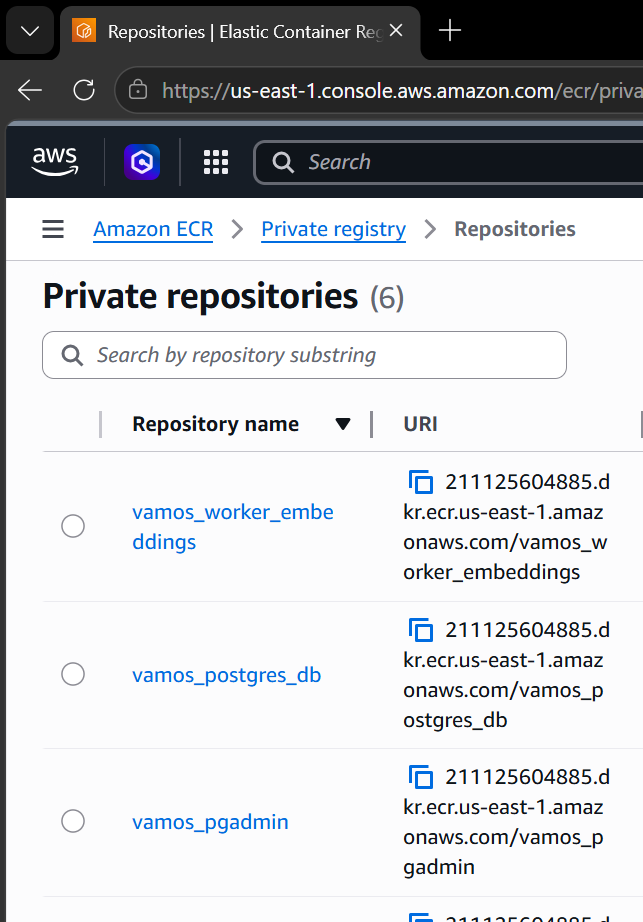 Repositories | Elastic Container Reg
https://us-east-1.console.aws.amazon.com/ecr/priva
aws
Search
Amazon ECR > Private registry > Repositories
Private repositories (6)
Search by repository substring
Repository name
URI
vamos_worker_embe
ddings
211125604885.d
kr.ecr.us-east-1.amaz
onaws.com/vamos_w
orker_embeddings
vamos_postgres_db
211125604885.d
kr.ecr.us-east-1.amaz
onaws.com/vamos_p
ostgres_db
vamos_pgadmin
211125604885.d
kr.ecr.us-east-1.amaz
onaws.com/vamos_p
gadmin